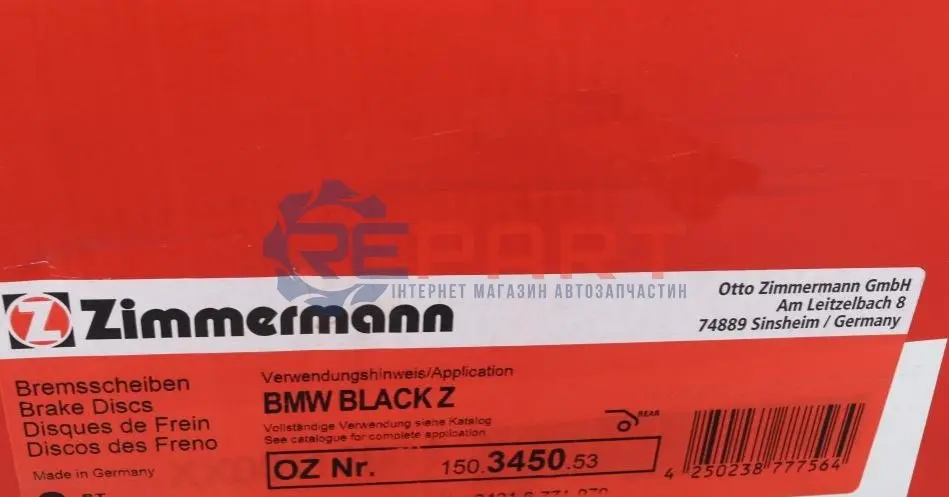 REPART
ІНТЕРНЕТ МАГАЗИН АВТОЗАПЧАСТИН
Zimmermann
Otto Zimmermann GmbH
Am Leitzelbach 8
74889 Sinsheim / Germany
Bremsscheiben
Brake Discs
Disques de Frein
Discos des Freno
Made in Germany
Verwendungshinweis/Application
BMW BLACK Z
Vollständige Verwendung siehe Katalog
See catalogue for complete application
REAR
OZ Nr. 150.3450.53
4 250238 777564